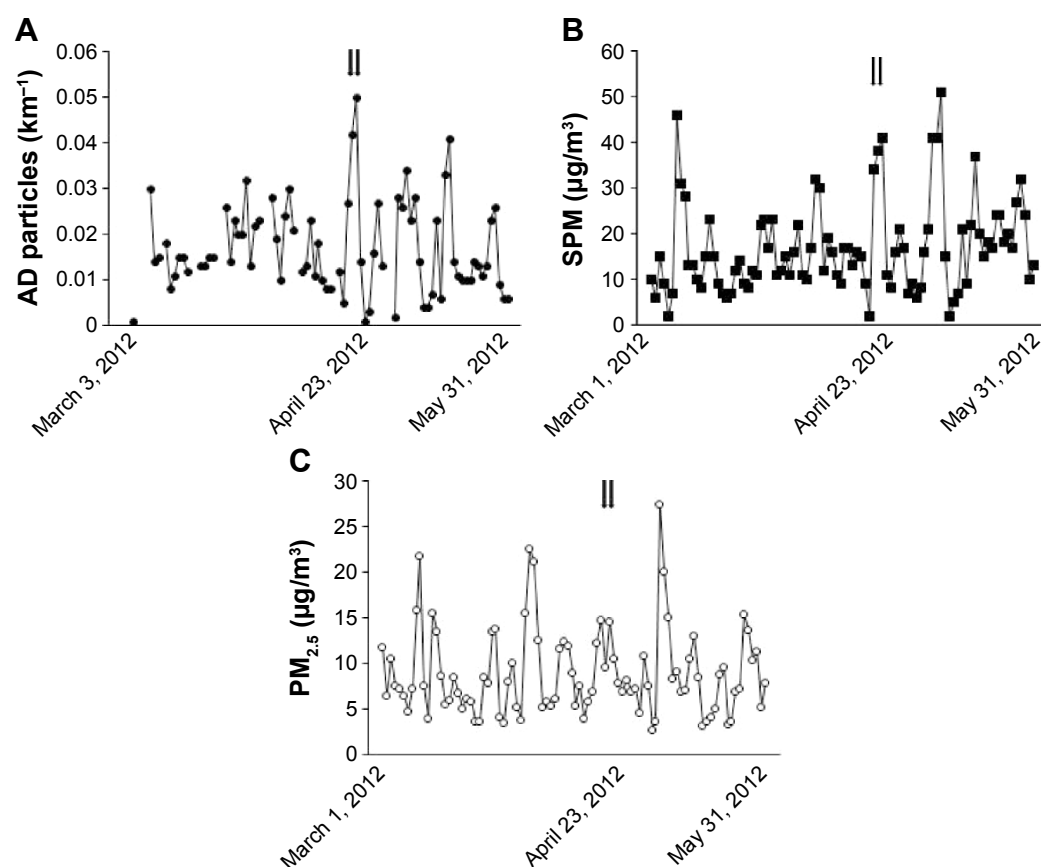 A
AD particles (km⁻¹)
0.06
0.05
0.04
0.03
0.02
0.01
0
March 3, 2012
April 23, 2012
May 31, 2012
B
SPM (µg/m³)
60
50
40
30
20
10
0
March 1, 2012
April 23, 2012
May 31, 2012
C
PM₂.₅ (µg/m³)
30
25
20
15
10
5
0
March 1, 2012
April 23, 2012
May 31, 2012